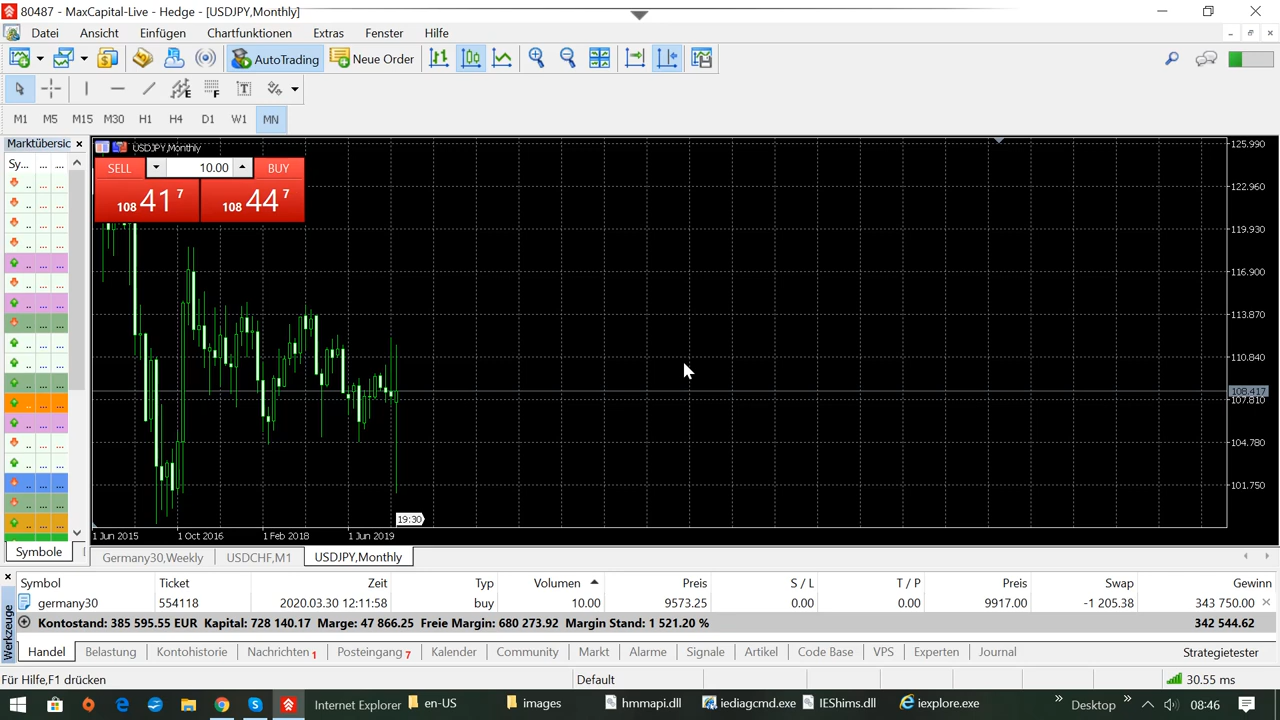 80487 - MaxCapital-Live - Hedge - [USDJPY,Monthly]
Datei Ansicht Einfügen Chartfunktionen Extras Fenster Hilfe
AutoTrading Neue Order
E F T
M1 M5 M15 M30 H1 H4 D1 W1 MN
Marktübersic
Sy... ... ...
USDJPY,Monthly
SELL 10.00 BUY
108 41 7 108 44 7
125.990
122.960
119.930
116.900
113.870
110.840
108.417
107.810
104.780
101.750
19:30
1 Jun 2015 1 Oct 2016 1 Feb 2018 1 Jun 2019
Symbole
Germany30,Weekly USDCHF,M1 USDJPY,Monthly
Symbol Ticket Zeit Typ Volumen Preis S / L T / P Preis Swap Gewinn
germany30 554118 2020.03.30 12:11:58 buy 10.00 9573.25 0.00 0.00 9917.00 -1 205.38 343 750.00
Kontostand: 385 595.55 EUR Kapital: 728 140.17 Marge: 47 866.25 Freie Margin: 680 273.92 Margin Stand: 1 521.20 % 342 544.62
Werkzeuge
Handel Belastung Kontohistorie Nachrichten 1 Posteingang 7 Kalender Community Markt Alarme Signale Artikel Code Base VPS Experten Journal Strategietester
Für Hilfe,F1 drücken Default 30.55 ms
Internet Explorer en-US images hmmapi.dll iediagcmd.exe IEShims.dll iexplore.exe Desktop 08:46